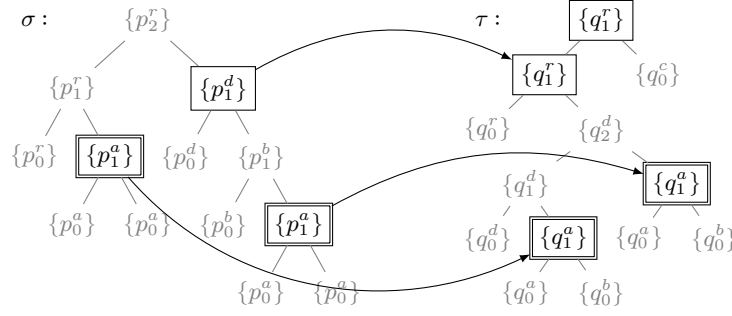 σ : {p_2^r} τ : {q_1^r}
{p_1^r} {p_1^d} {q_1^r} {q_0^c}
{p_0^r} {p_1^a} {p_0^d} {p_1^b} {q_0^r} {q_2^d}
{p_0^a} {p_0^a} {p_0^b} {p_1^a} {q_1^d} {q_1^a}
{p_0^a} {p_0^a} {q_0^d} {q_1^a} {q_0^a} {q_0^b}
{q_0^a} {q_0^b}